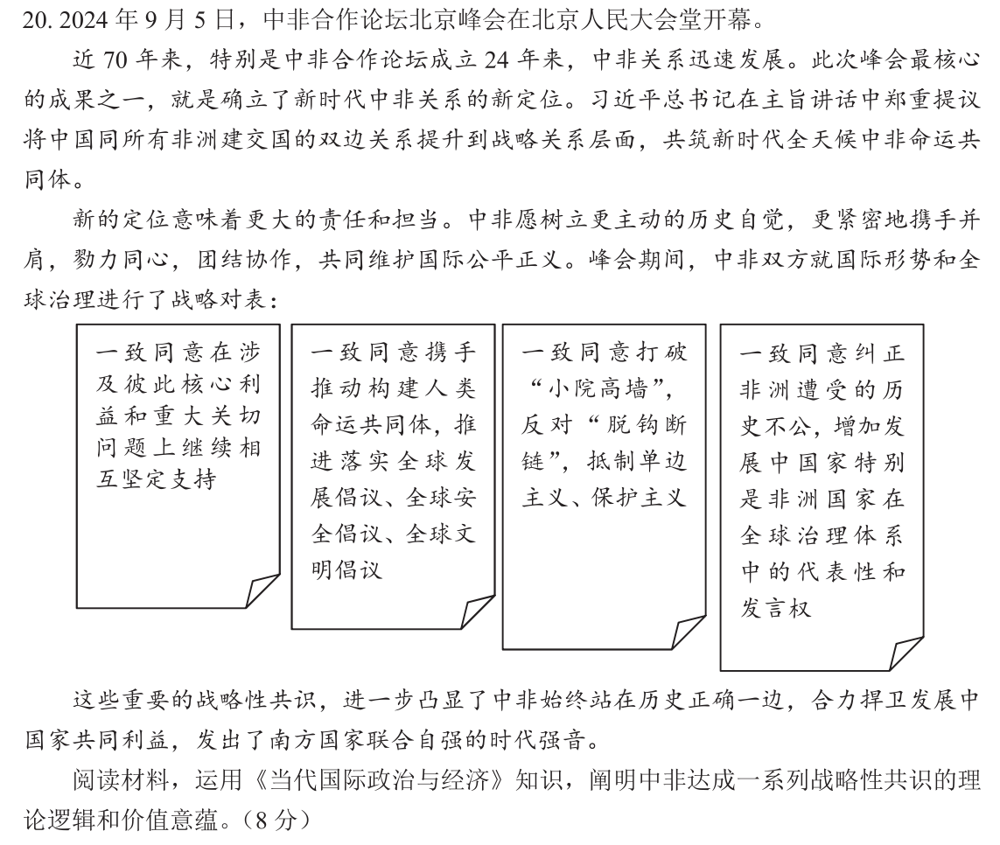 20. 2024 年 9 月 5 日，中非合作论坛北京峰会在北京人民大会堂开幕。
近 70 年来，特别是中非合作论坛成立 24 年来，中非关系迅速发展。此次峰会最核心
的成果之一，就是确立了新时代中非关系的新定位。习近平总书记在主旨讲话中郑重提议
将中国同所有非洲建交国的双边关系提升到战略关系层面，共筑新时代全天候中非命运共
同体。
新的定位意味着更大的责任和担当。中非愿树立更主动的历史自觉，更紧密地携手并
肩，勠力同心，团结协作，共同维护国际公平正义。峰会期间，中非双方就国际形势和全
球治理进行了战略对表：
一致同意在涉
及彼此核心利
益和重大关切
问题上继续相
互坚定支持
一致同意携手
推动构建人类
命运共同体，推
进落实全球发
展倡议、全球安
全倡议、全球文
明倡议
一致同意打破
“小院高墙”，
反对“脱钩断
链”，抵制单边
主义、保护主义
一致同意纠正
非洲遭受的历
史不公，增加发
展中国家特别
是非洲国家在
全球治理体系
中的代表性和
发言权
这些重要的战略性共识，进一步凸显了中非始终站在历史正确一边，合力捍卫发展中
国家共同利益，发出了南方国家联合自强的时代强音。
阅读材料，运用《当代国际政治与经济》知识，阐明中非达成一系列战略性共识的理
论逻辑和价值意蕴。（8 分）